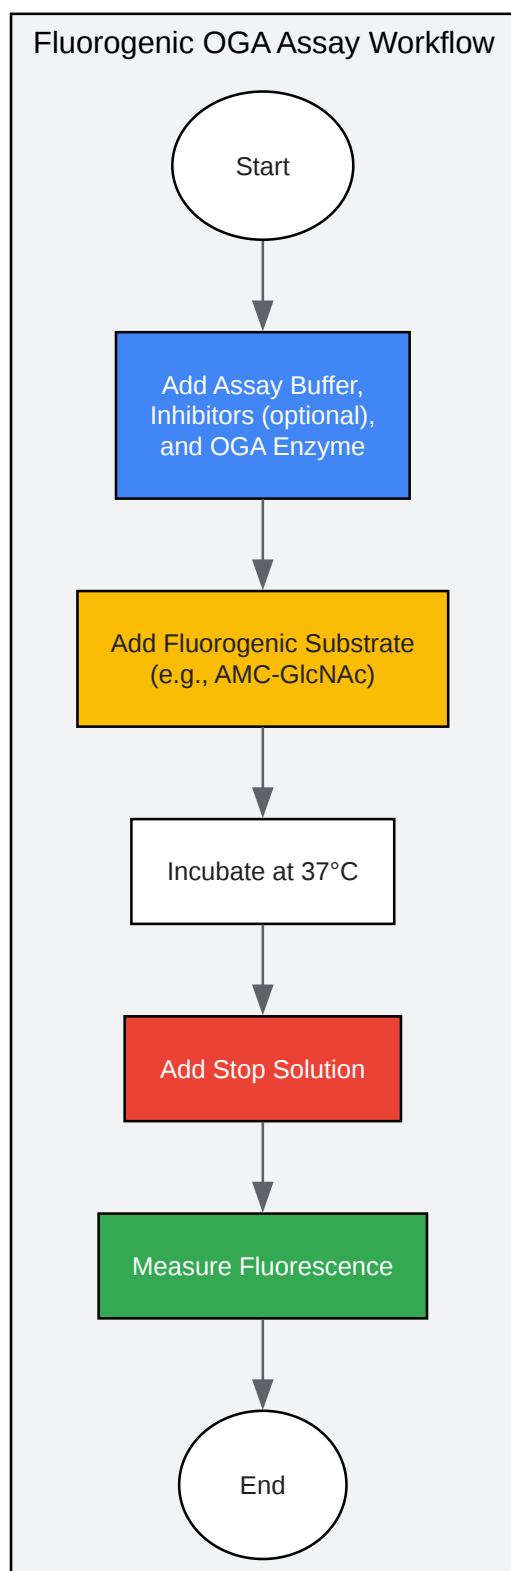 Fluorogenic OGA Assay Workflow
Start
Add Assay Buffer,
Inhibitors (optional),
and OGA Enzyme
Add Fluorogenic Substrate
(e.g., AMC-GlcNAc)
Incubate at 37°C
Add Stop Solution
Measure Fluorescence
End